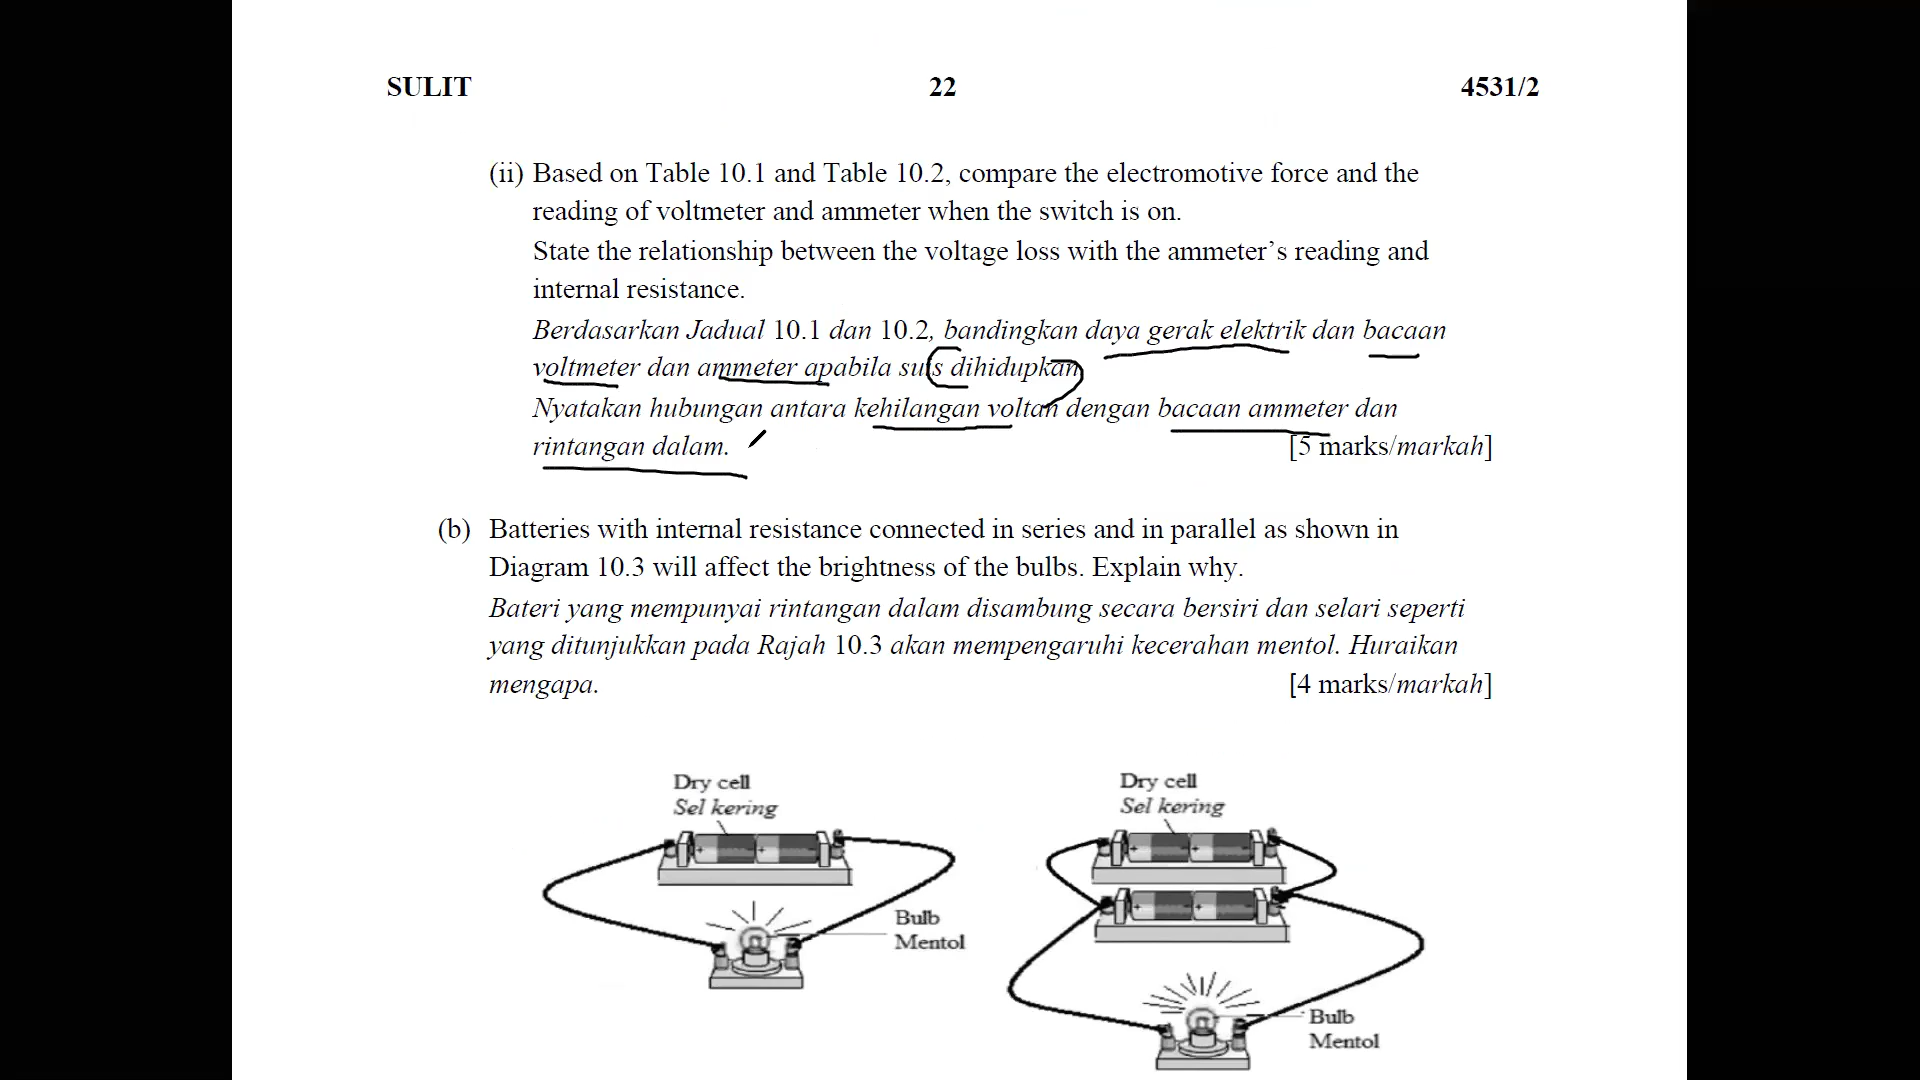 SULIT 22 4531/2
(ii) Based on Table 10.1 and Table 10.2, compare the electromotive force and the
reading of voltmeter and ammeter when the switch is on.
State the relationship between the voltage loss with the ammeter’s reading and
internal resistance.
Berdasarkan Jadual 10.1 dan 10.2, bandingkan daya gerak elektrik dan bacaan
voltmeter dan ammeter apabila suis dihidupkan
Nyatakan hubungan antara kehilangan voltan dengan bacaan ammeter dan
rintangan dalam. [5 marks/markah]
(b) Batteries with internal resistance connected in series and in parallel as shown in
Diagram 10.3 will affect the brightness of the bulbs. Explain why.
Bateri yang mempunyai rintangan dalam disambung secara bersiri dan selari seperti
yang ditunjukkan pada Rajah 10.3 akan mempengaruhi kecerahan mentol. Huraikan
mengapa. [4 marks/markah]
Dry cell
Sel kering
Bulb
Mentol
Dry cell
Sel kering
Bulb
Mentol